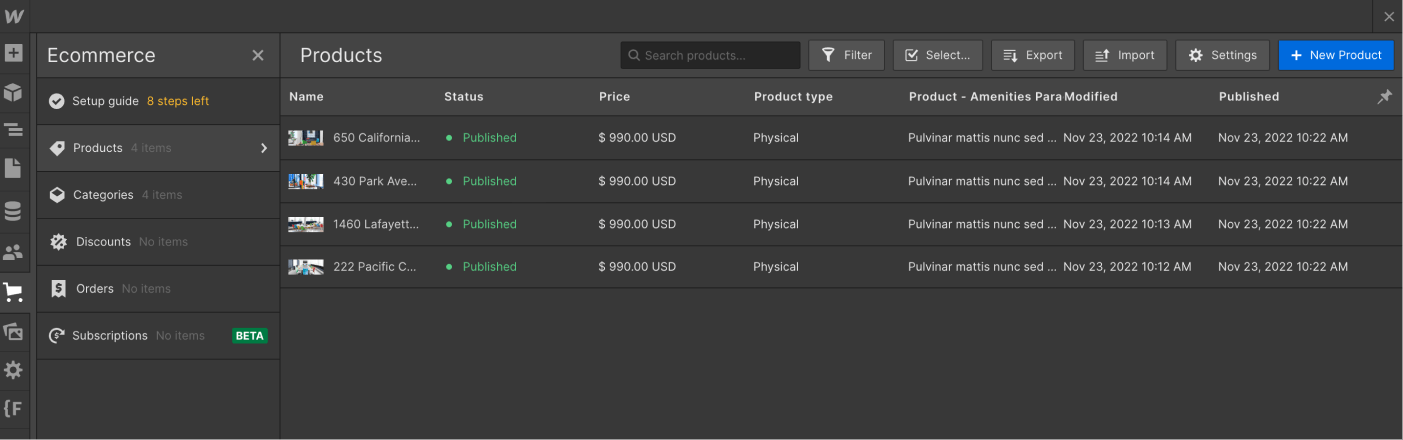 W
Ecommerce
Products
Search products...
Filter
Select...
Export
Import
Settings
+ New Product
Setup guide 8 steps left
Products 4 items
Categories 4 items
Discounts No items
Orders No items
Subscriptions No items BETA
{F
Name Status Price Product type Product - Amenities Para Modified Published
650 California... Published $ 990.00 USD Physical Pulvinar mattis nunc sed ... Nov 23, 2022 10:14 AM Nov 23, 2022 10:22 AM
430 Park Ave... Published $ 990.00 USD Physical Pulvinar mattis nunc sed ... Nov 23, 2022 10:14 AM Nov 23, 2022 10:22 AM
1460 Lafayett... Published $ 990.00 USD Physical Pulvinar mattis nunc sed ... Nov 23, 2022 10:13 AM Nov 23, 2022 10:22 AM
222 Pacific C... Published $ 990.00 USD Physical Pulvinar mattis nunc sed ... Nov 23, 2022 10:12 AM Nov 23, 2022 10:22 AM